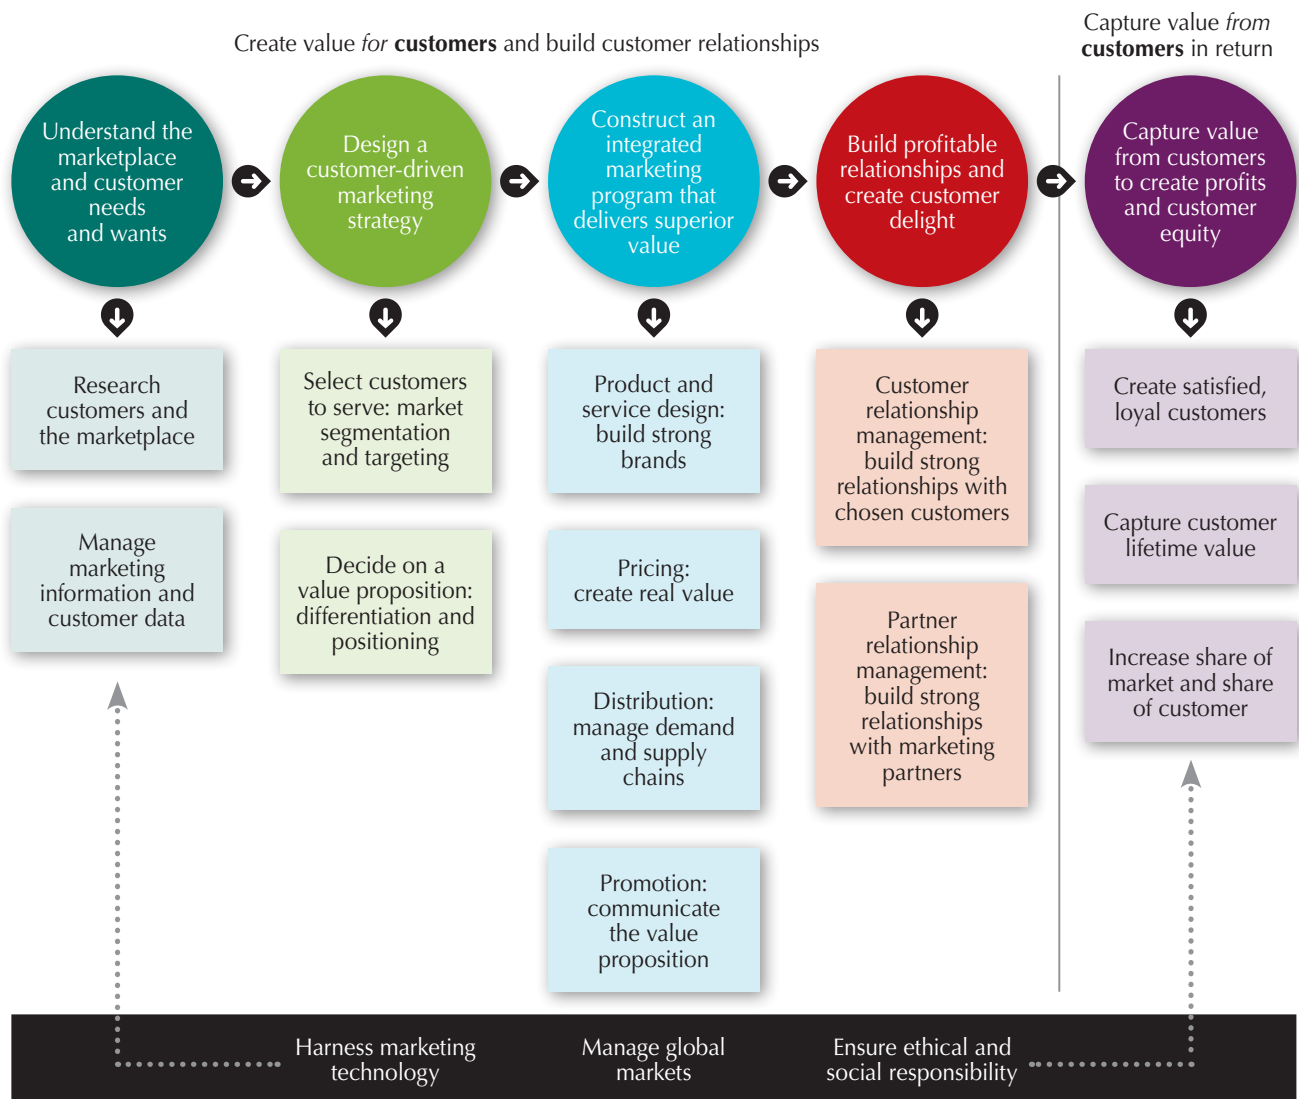 Create value for customers and build customer relationships
Capture value from
customers in return
Understand the
marketplace
and customer
needs
and wants
Design a
customer-driven
marketing
strategy
Construct an
integrated
marketing
program that
delivers superior
value
Build profitable
relationships and
create customer
delight
Capture value
from customers
to create profits
and customer
equity
Research
customers and
the marketplace
Manage
marketing
information and
customer data
Select customers
to serve: market
segmentation
and targeting
Decide on a
value proposition:
differentiation and
positioning
Product and
service design:
build strong
brands
Pricing:
create real value
Distribution:
manage demand
and supply
chains
Promotion:
communicate
the value
proposition
Customer
relationship
management:
build strong
relationships with
chosen customers
Partner
relationship
management:
build strong
relationships
with marketing
partners
Create satisfied,
loyal customers
Capture customer
lifetime value
Increase share of
market and share
of customer
Harness marketing
technology
Manage global
markets
Ensure ethical and
social responsibility